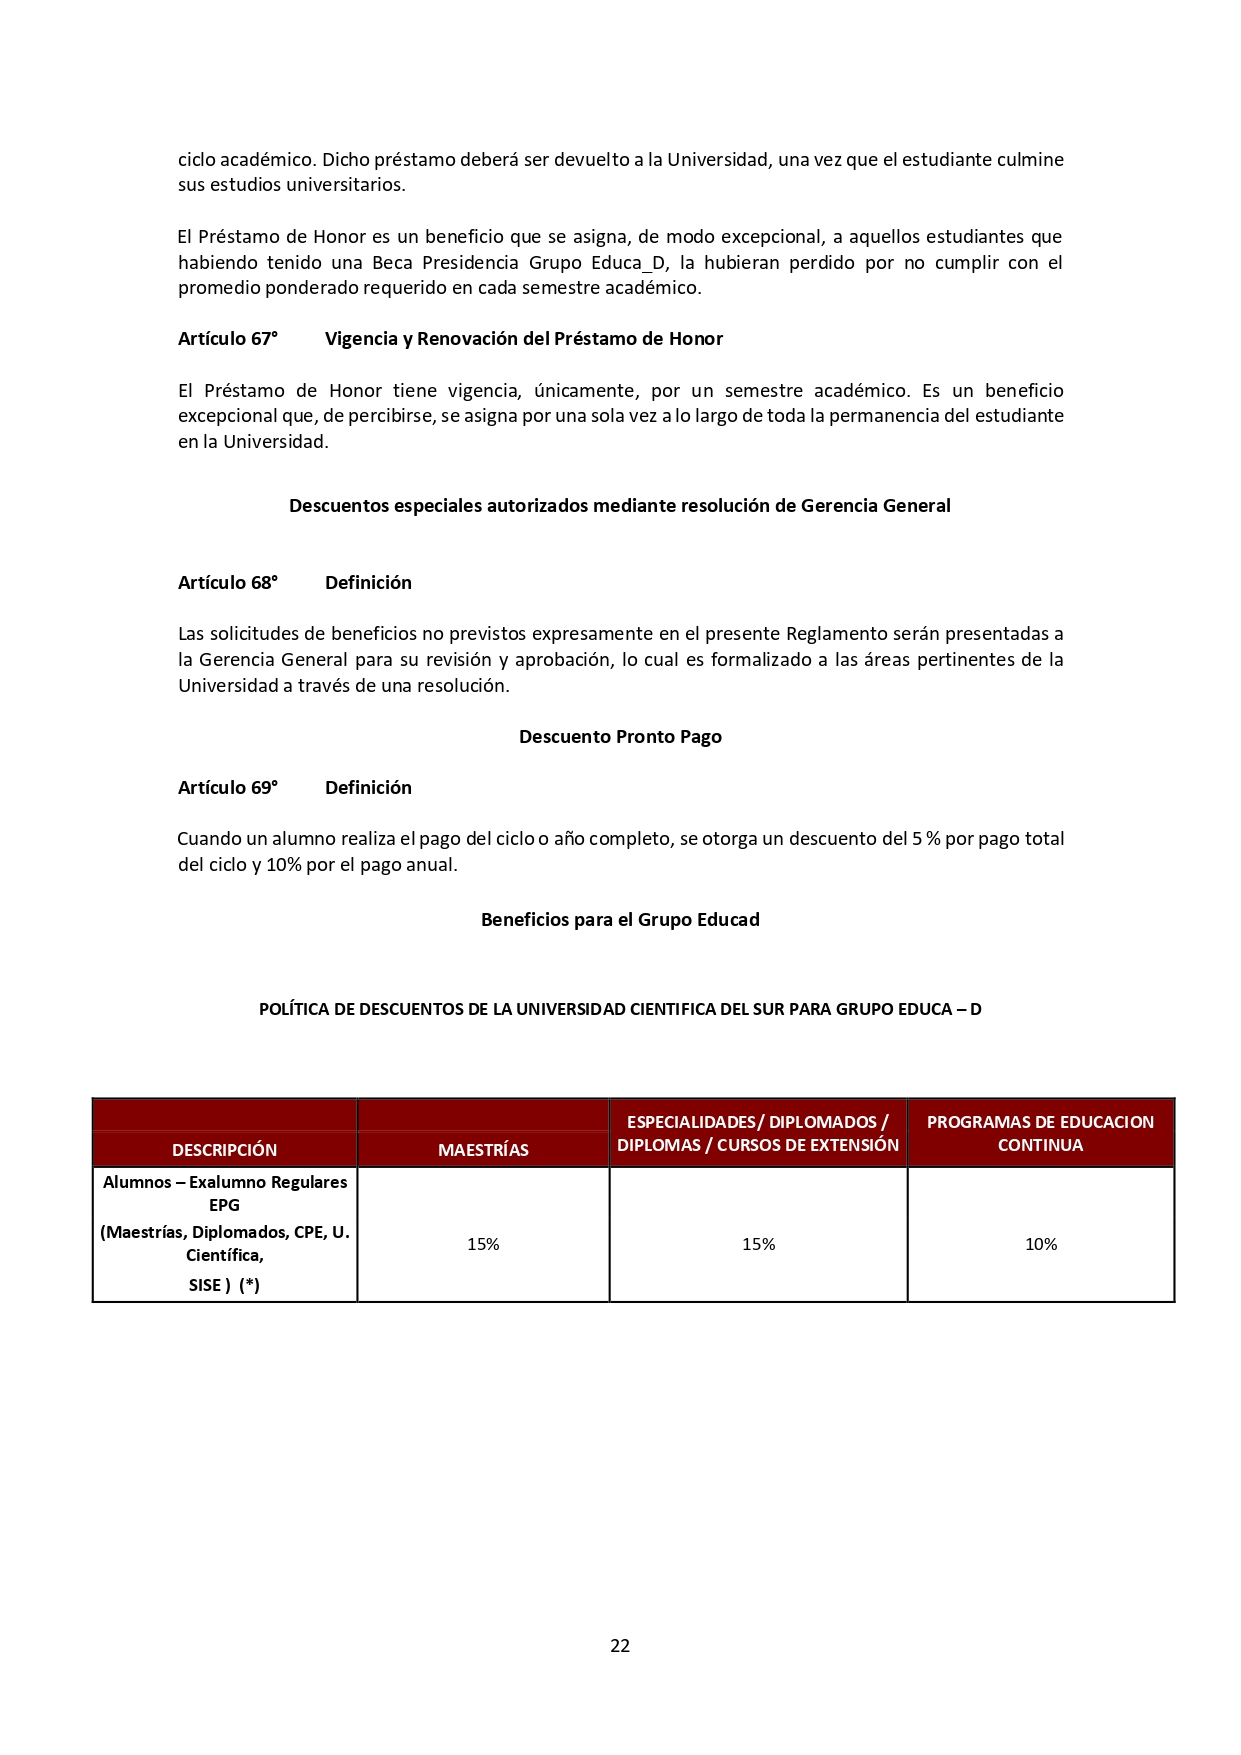 ciclo académico. Dicho préstamo deberá ser devuelto a la Universidad, una vez que el estudiante culmine
sus estudios universitarios.
El Préstamo de Honor es un beneficio que se asigna, de modo excepcional, a aquellos estudiantes que
habiendo tenido una Beca Presidencia Grupo Educa_D, la hubieran perdido por no cumplir con el
promedio ponderado requerido en cada semestre académico.
Artículo 67° Vigencia y Renovación del Préstamo de Honor
El Préstamo de Honor tiene vigencia, únicamente, por un semestre académico. Es un beneficio
excepcional que, de percibirse, se asigna por una sola vez a lo largo de toda la permanencia del estudiante
en la Universidad.
Descuentos especiales autorizados mediante resolución de Gerencia General
Artículo 68° Definición
Las solicitudes de beneficios no previstos expresamente en el presente Reglamento serán presentadas a
la Gerencia General para su revisión y aprobación, lo cual es formalizado a las áreas pertinentes de la
Universidad a través de una resolución.
Descuento Pronto Pago
Artículo 69° Definición
Cuando un alumno realiza el pago del ciclo o año completo, se otorga un descuento del 5 % por pago total
del ciclo y 10% por el pago anual.
Beneficios para el Grupo Educad
POLÍTICA DE DESCUENTOS DE LA UNIVERSIDAD CIENTIFICA DEL SUR PARA GRUPO EDUCA – D
DESCRIPCIÓN
MAESTRÍAS
ESPECIALIDADES/ DIPLOMADOS /
DIPLOMAS / CURSOS DE EXTENSIÓN
PROGRAMAS DE EDUCACION
CONTINUA
Alumnos – Exalumno Regulares
EPG
(Maestrías, Diplomados, CPE, U.
Científica,
SISE ) (*)
15%
15%
10%
22